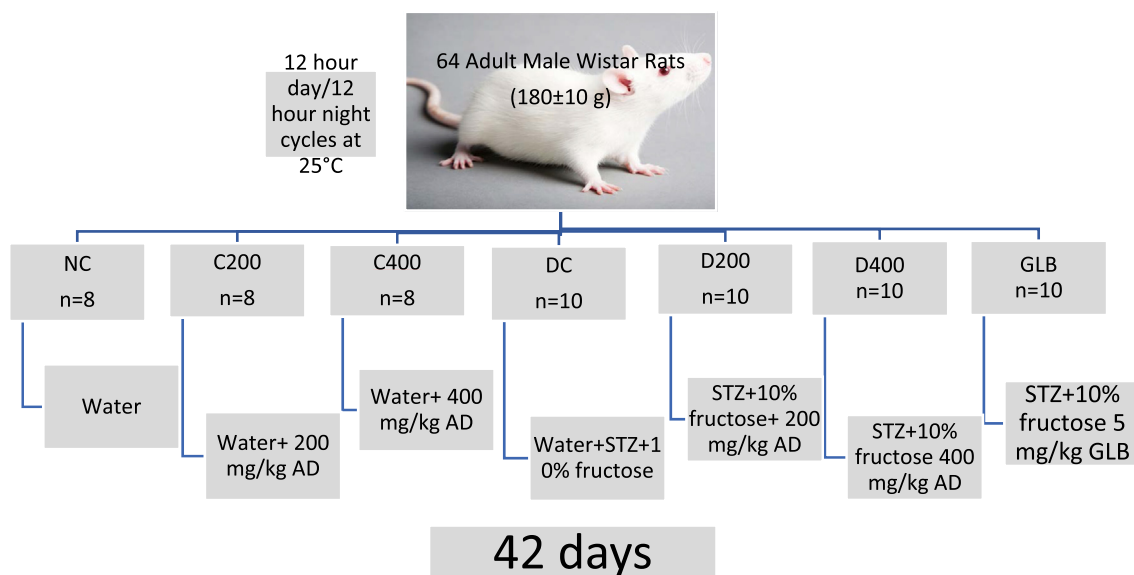 12 hour
day/12
hour night
cycles at
25°C
64 Adult Male Wistar Rats
(180±10 g)
NC
n=8
C200
n=8
C400
n=8
DC
n=10
D200
n=10
D400
n=10
GLB
n=10
Water
Water+ 200
mg/kg AD
Water+ 400
mg/kg AD
Water+STZ+1
0% fructose
STZ+10%
fructose+ 200
mg/kg AD
STZ+10%
fructose 400
mg/kg AD
STZ+10%
fructose 5
mg/kg GLB
42 days